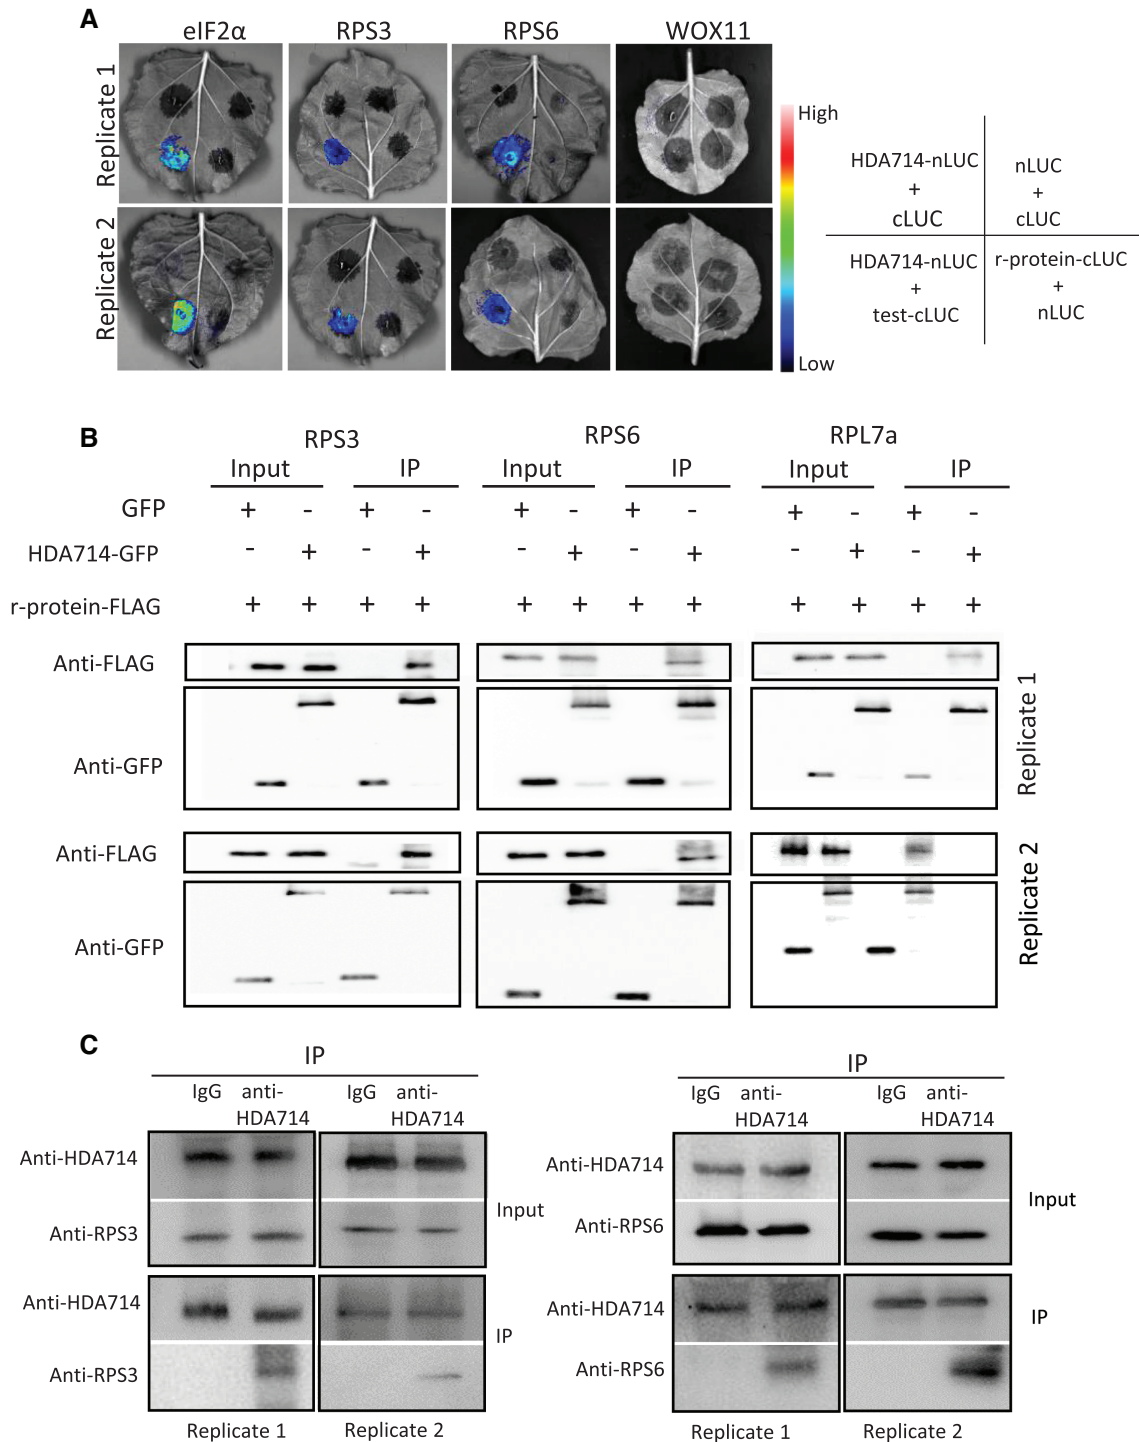 A
eIF2α RPS3 RPS6 WOX11
Replicate 1
Replicate 2
High
Low
HDA714-nLUC
+
cLUC
nLUC
+
cLUC
HDA714-nLUC
+
test-cLUC
r-protein-cLUC
+
nLUC
B
RPS3 RPS6 RPL7a
Input IP Input IP Input IP
GFP + - + - + - + - + - + -
HDA714-GFP - + - + - + - + - + - +
r-protein-FLAG + + + + + + + + + + + +
Anti-FLAG
Anti-GFP
Replicate 1
Anti-FLAG
Anti-GFP
Replicate 2
C
IP
IgG anti-HDA714 IgG anti-HDA714
Anti-HDA714
Anti-RPS3
Input
Anti-HDA714
Anti-RPS3
IP
Replicate 1 Replicate 2
IP
IgG anti-HDA714 IgG anti-HDA714
Anti-HDA714
Anti-RPS6
Input
Anti-HDA714
Anti-RPS6
IP
Replicate 1 Replicate 2